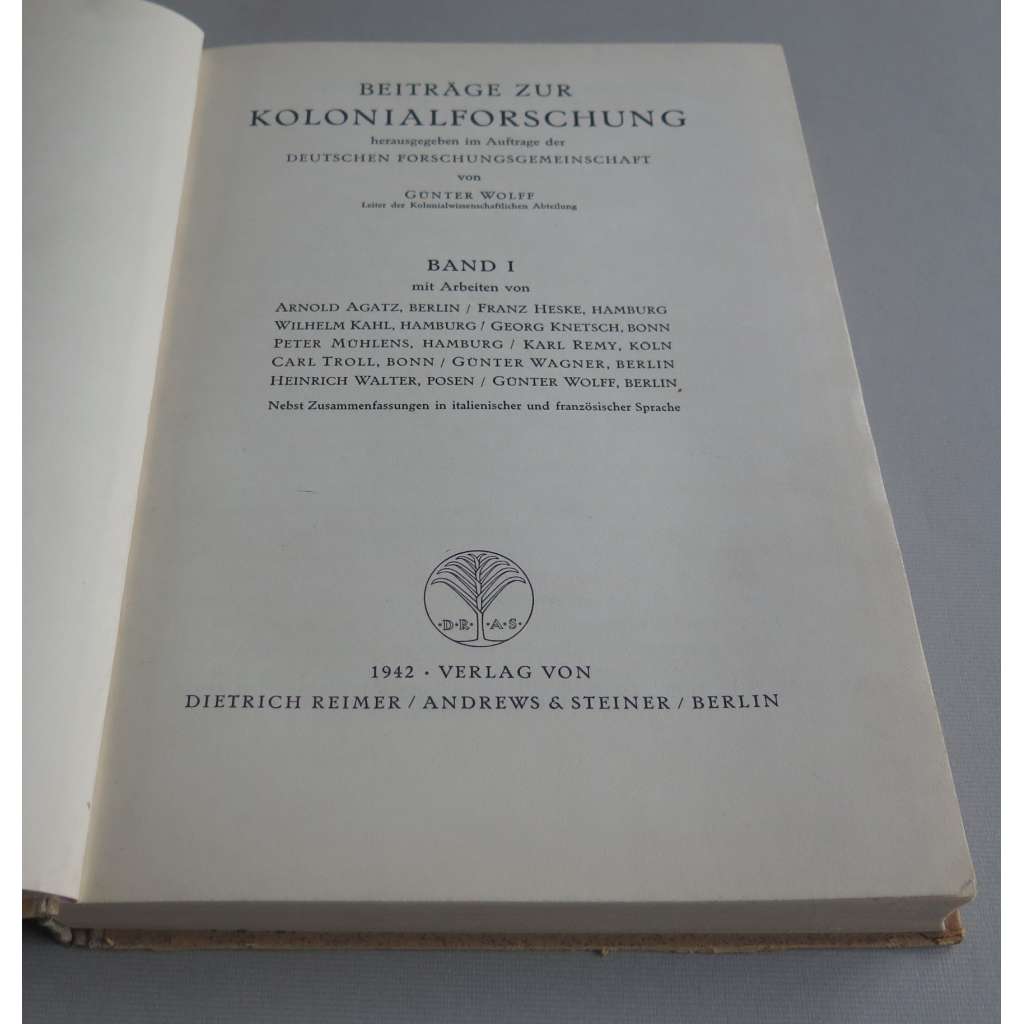 BEITRÄGE ZUR
KOLONIALFORSCHUNG
herausgegeben im Auftrage der
DEUTSCHEN FORSCHUNGSGEMEINSCHAFT
von
GÜNTER WOLFF
Leiter der Kolonialwissenschaftlichen Abteilung
BAND I
mit Arbeiten von
ARNOLD AGATZ, BERLIN / FRANZ HESKE, HAMBURG
WILHELM KAHL, HAMBURG / GEORG KNETSCH, BONN
PETER MÜHLENS, HAMBURG / KARL REMY, KÖLN
CARL TROLL, BONN / GÜNTER WAGNER, BERLIN
HEINRICH WALTER, POSEN / GÜNTER WOLFF, BERLIN
Nebst Zusammenfassungen in italienischer und französischer Sprache
·D·R· ·A·S·
1942 · VERLAG VON
DIETRICH REIMER / ANDREWS & STEINER / BERLIN